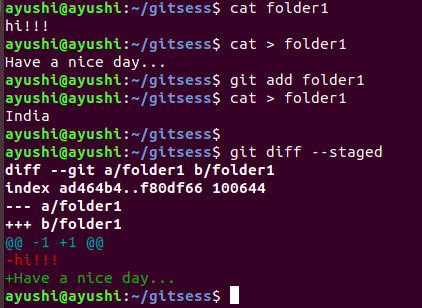 ayushi@ayushi:~/gitsess$ cat folder1
hi!!!
ayushi@ayushi:~/gitsess$ cat > folder1
Have a nice day...
ayushi@ayushi:~/gitsess$ git add folder1
ayushi@ayushi:~/gitsess$ cat > folder1
India
ayushi@ayushi:~/gitsess$
ayushi@ayushi:~/gitsess$ git diff --staged
diff --git a/folder1 b/folder1
index ad464b4..f80df66 100644
--- a/folder1
+++ b/folder1
@@ -1 +1 @@
-hi!!!
+Have a nice day...
ayushi@ayushi:~/gitsess$